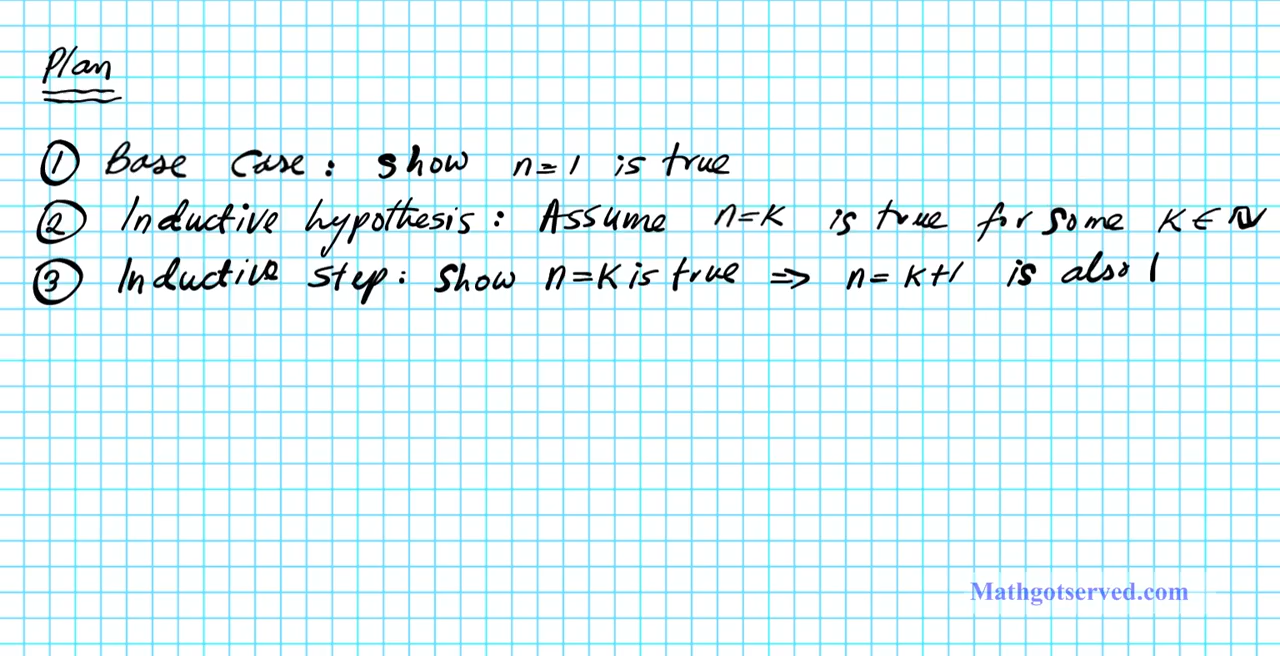 Plan
① Base Case: show n=1 is true
② Inductive hypothesis: Assume n=K is true for some K∈ℕ
③ Inductive step: Show n=K is true ⇒ n=K+1 is also
Mathgotserved.com